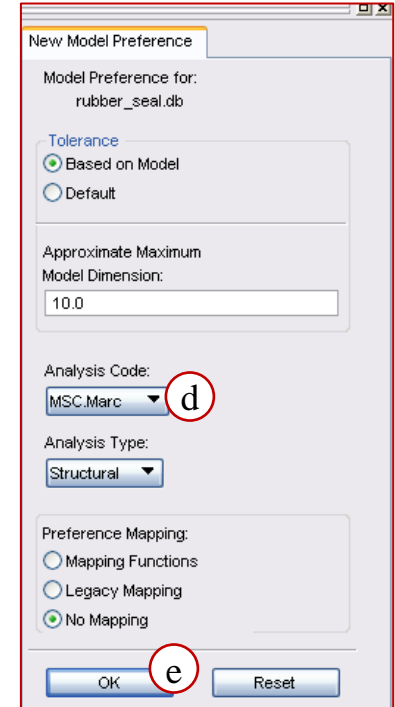 New Model Preference
Model Preference for:
rubber_seal.db
Tolerance
Based on Model
Default
Approximate Maximum
Model Dimension:
10.0
Analysis Code:
MSC.Marc d
Analysis Type:
Structural
Preference Mapping:
Mapping Functions
Legacy Mapping
No Mapping
OK e Reset